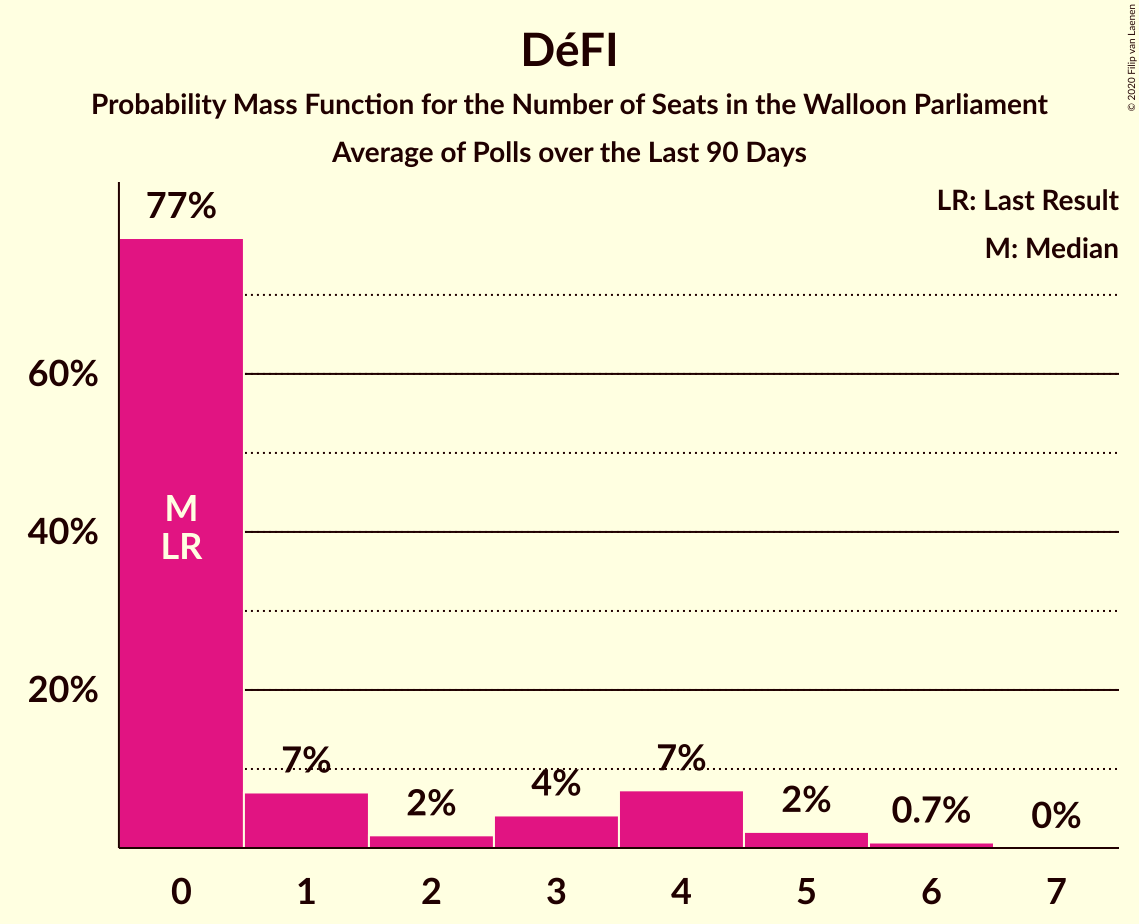 DéFI
Probability Mass Function for the Number of Seats in the Walloon Parliament
Average of Polls over the Last 90 Days
© 2020 Filip van Laenen
LR: Last Result
M: Median
77%
60%
40%
20%
M
LR
7%
2%
4%
7%
2%
0.7%
0%
0 1 2 3 4 5 6 7